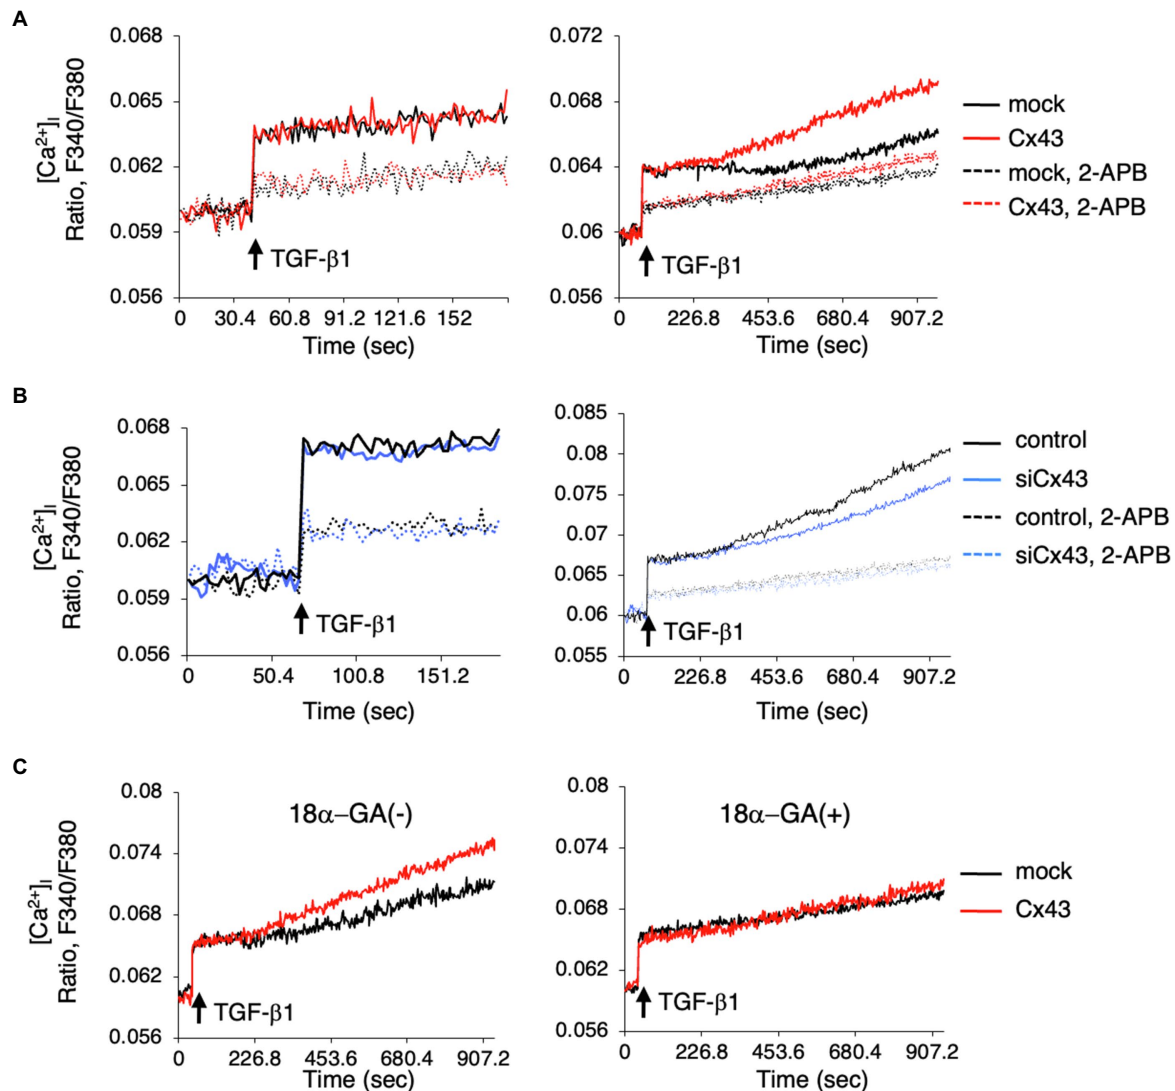 A
[Ca²⁺]ᵢ
Ratio, F340/F380
0.068
0.065
0.062
0.059
0.056
0 30.4 60.8 91.2 121.6 152
Time (sec)
TGF-β1
0.072
0.068
0.064
0.06
0.056
0 226.8 453.6 680.4 907.2
Time (sec)
TGF-β1
mock
Cx43
mock, 2-APB
Cx43, 2-APB
B
[Ca²⁺]ᵢ
Ratio, F340/F380
0.068
0.065
0.062
0.059
0.056
0 50.4 100.8 151.2
Time (sec)
TGF-β1
0.085
0.08
0.075
0.07
0.065
0.06
0.055
0 226.8 453.6 680.4 907.2
Time (sec)
TGF-β1
control
siCx43
control, 2-APB
siCx43, 2-APB
C
[Ca²⁺]ᵢ
Ratio, F340/F380
0.08
0.074
0.068
0.062
0.056
18α–GA(-)
0 226.8 453.6 680.4 907.2
Time (sec)
TGF-β1
0.08
0.074
0.068
0.062
0.056
18α–GA(+)
0 226.8 453.6 680.4 907.2
Time (sec)
TGF-β1
mock
Cx43